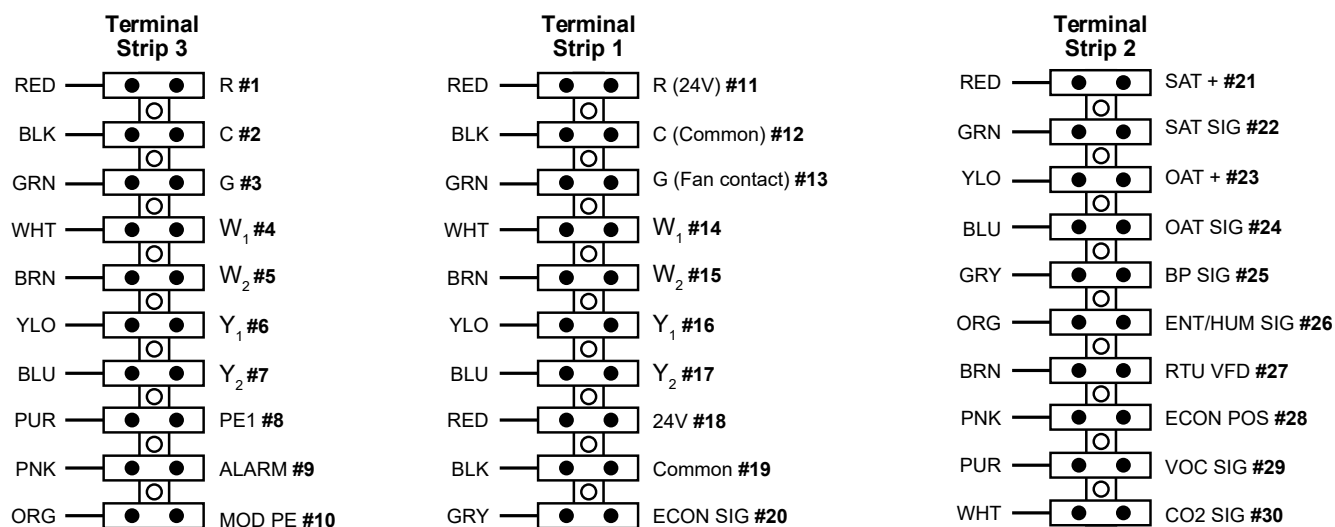 Terminal
Strip 3
RED R #1
BLK C #2
GRN G #3
WHT W1 #4
BRN W2 #5
YLO Y1 #6
BLU Y2 #7
PUR PE1 #8
PNK ALARM #9
ORG MOD PE #10
Terminal
Strip 1
RED R (24V) #11
BLK C (Common) #12
GRN G (Fan contact) #13
WHT W1 #14
BRN W2 #15
YLO Y1 #16
BLU Y2 #17
RED 24V #18
BLK Common #19
GRY ECON SIG #20
Terminal
Strip 2
RED SAT + #21
GRN SAT SIG #22
YLO OAT + #23
BLU OAT SIG #24
GRY BP SIG #25
ORG ENT/HUM SIG #26
BRN RTU VFD #27
PNK ECON POS #28
PUR VOC SIG #29
WHT CO2 SIG #30